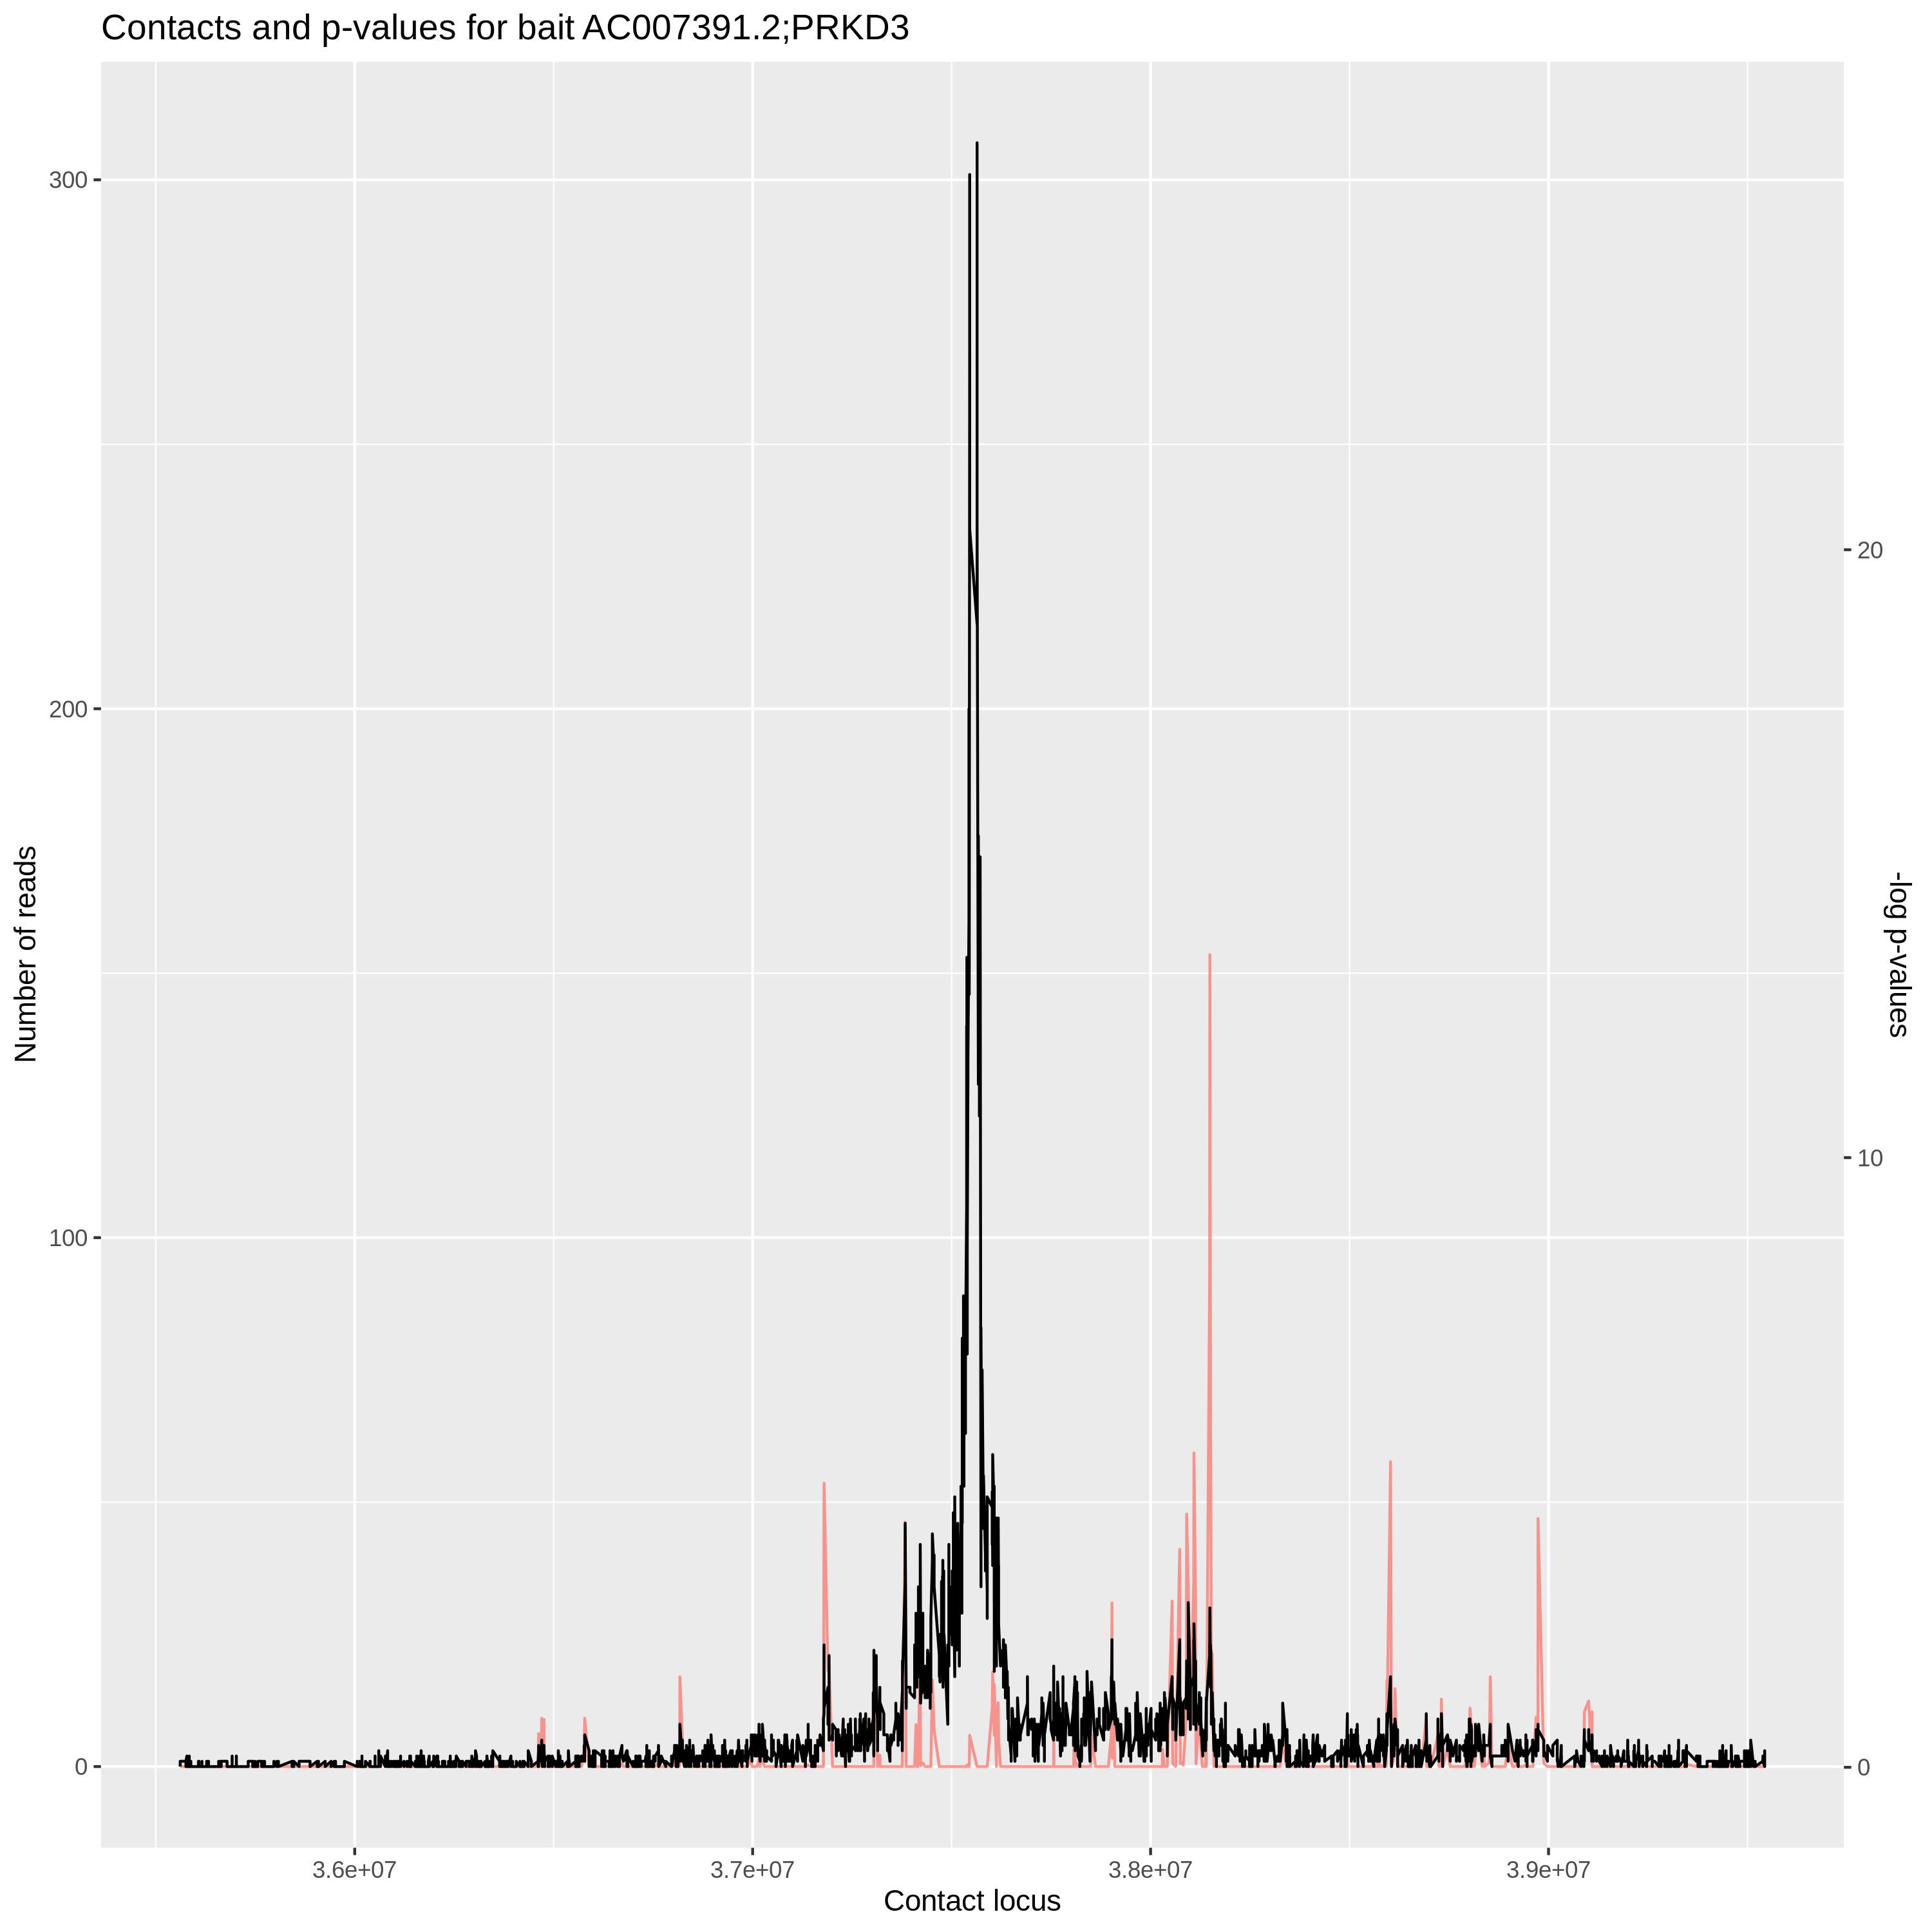 Contacts and p-values for bait AC007391.2;PRKD3
300
200
100
0
Number of reads
20
10
0
-log p-values
3.6e+07
3.7e+07
3.8e+07
3.9e+07
Contact locus